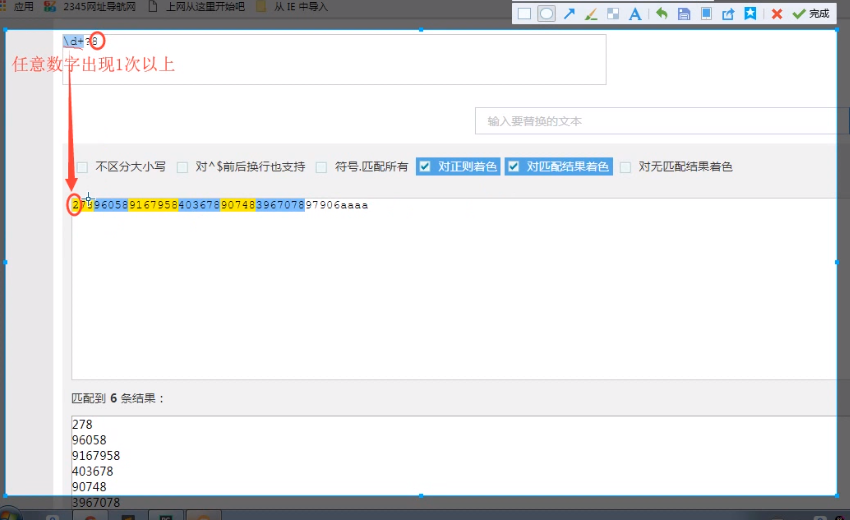 应用 2345网址导航网 上网从这里开始吧 从 IE 中导入
完成
\d+?8
任意数字出现1次以上
输入要替换的文本
不区分大小写 对^$前后换行也支持 符号.匹配所有 对正则着色 对匹配结果着色 对无匹配结果着色
2789605891679584036789074839670789​7906aaaa
匹配到 6 条结果：
278
96058
9167958
403678
90748
3967078